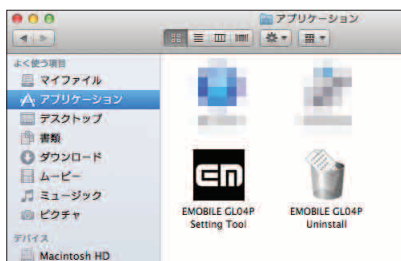 アプリケーション
よく使う項目
マイファイル
アプリケーション
デスクトップ
書類
ダウンロード
ムービー
ミュージック
ピクチャ
デバイス
Macintosh HD
EM
EMOBILE GL04P
Setting Tool
EMOBILE GL04P
Uninstall